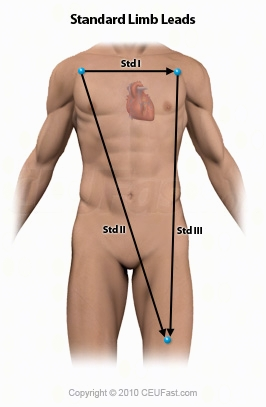 Standard Limb Leads
Std I
Std II
Std III
Copyright © 2010 CEUFast.com